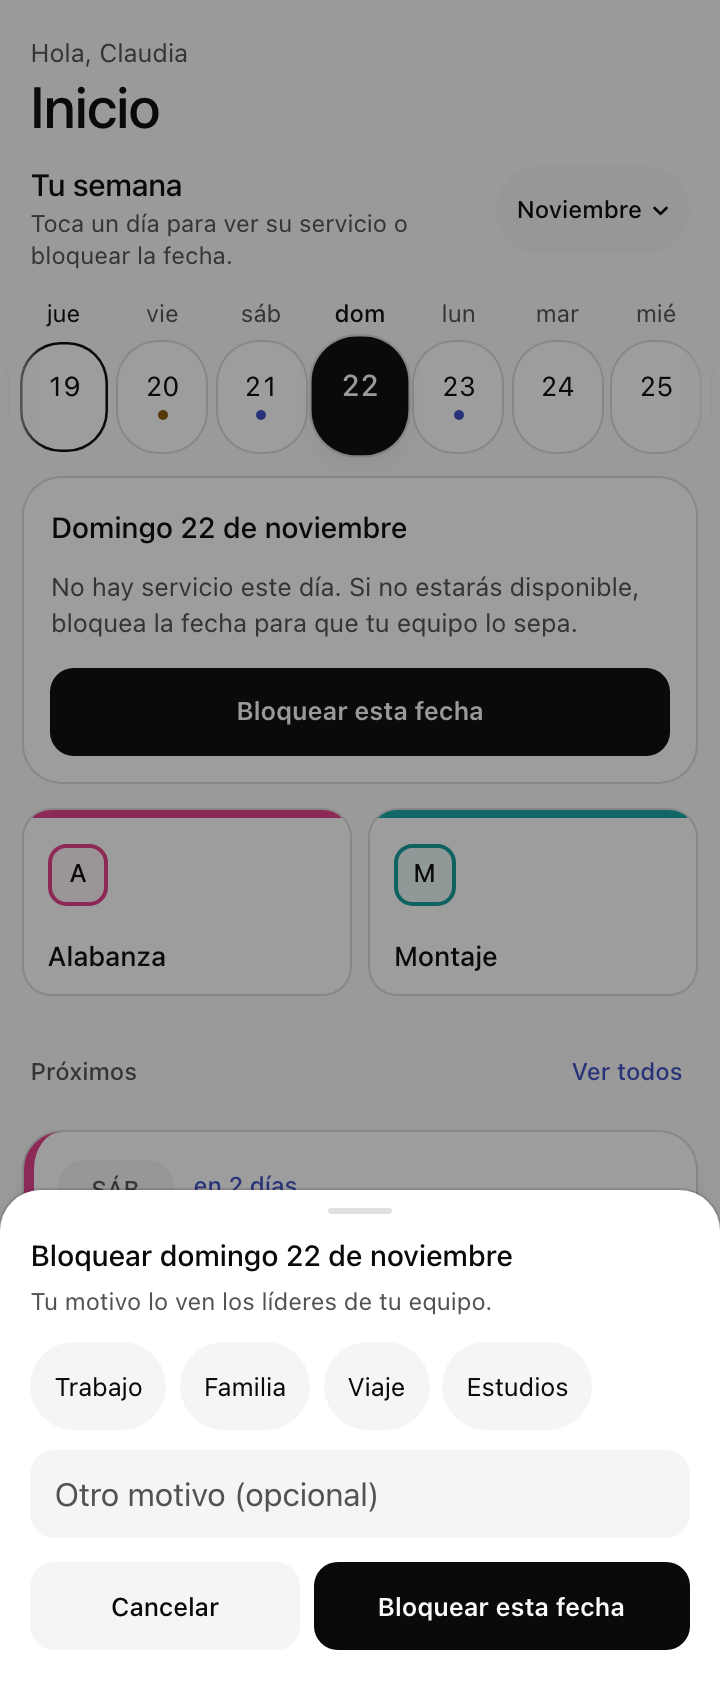 Hola, Claudia
Inicio
Tu semana
Toca un día para ver su servicio o
bloquear la fecha.
Noviembre
jue vie sáb dom lun mar mié
19 20 21 22 23 24 25
Domingo 22 de noviembre
No hay servicio este día. Si no estarás disponible,
bloquea la fecha para que tu equipo lo sepa.
Bloquear esta fecha
A
Alabanza
M
Montaje
Próximos
Ver todos
SÁB
en 2 días
Bloquear domingo 22 de noviembre
Tu motivo lo ven los líderes de tu equipo.
Trabajo Familia Viaje Estudios
Otro motivo (opcional)
Cancelar
Bloquear esta fecha